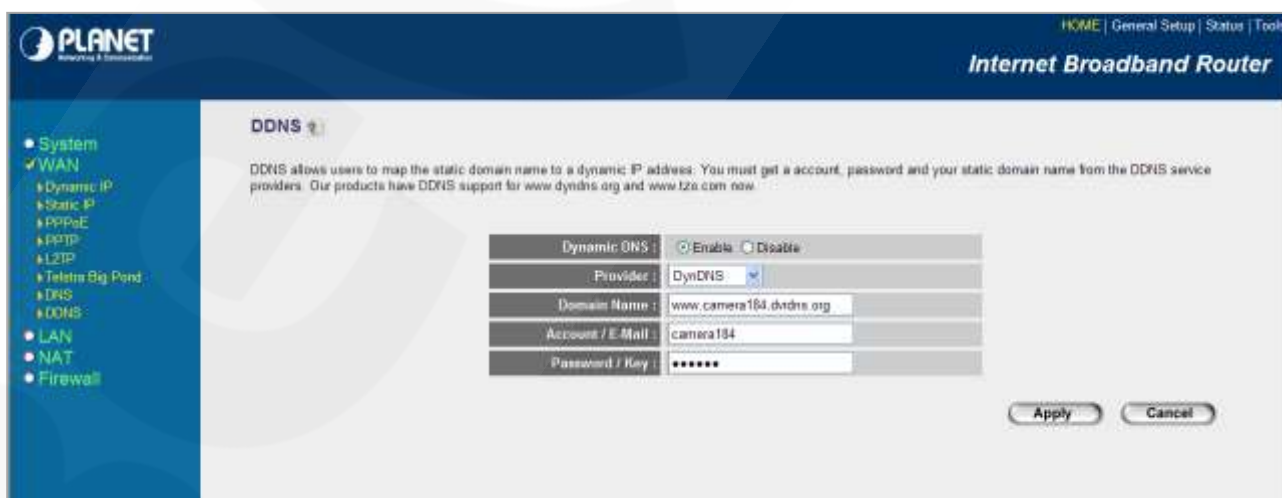 PLANET
Networking & Communication
HOME | General Setup | Status | Tools
Internet Broadband Router
System
WAN
Dynamic IP
Static IP
PPPoE
PPTP
L2TP
Telstra Big Pond
DNS
DDNS
LAN
NAT
Firewall
DDNS
DDNS allows users to map the static domain name to a dynamic IP address. You must get a account, password and your static domain name from the DDNS service
providers. Our products have DDNS support for www.dyndns.org and www.tzo.com now.
Dynamic DNS : Enable Disable
Provider : DynDNS
Domain Name : www.camera184.dvrdns.org
Account / E-Mail : camera184
Password / Key : ••••••
Apply Cancel